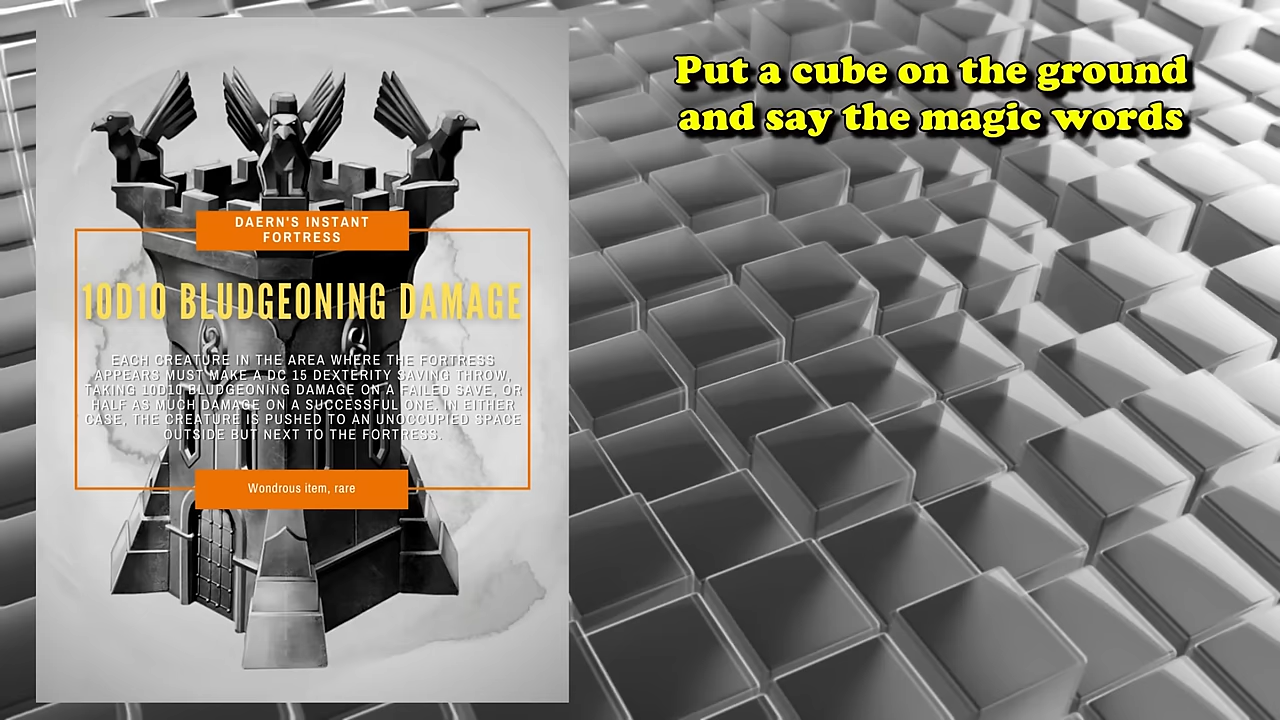 DAERN'S INSTANT
FORTRESS
10D10 BLUDGEONING DAMAGE
EACH CREATURE IN THE AREA WHERE THE FORTRESS
APPEARS MUST MAKE A DC 15 DEXTERITY SAVING THROW,
TAKING 10D10 BLUDGEONING DAMAGE ON A FAILED SAVE, OR
HALF AS MUCH DAMAGE ON A SUCCESSFUL ONE. IN EITHER
CASE, THE CREATURE IS PUSHED TO AN UNOCCUPIED SPACE
OUTSIDE BUT NEXT TO THE FORTRESS.
Wondrous item, rare
Put a cube on the ground
and say the magic words